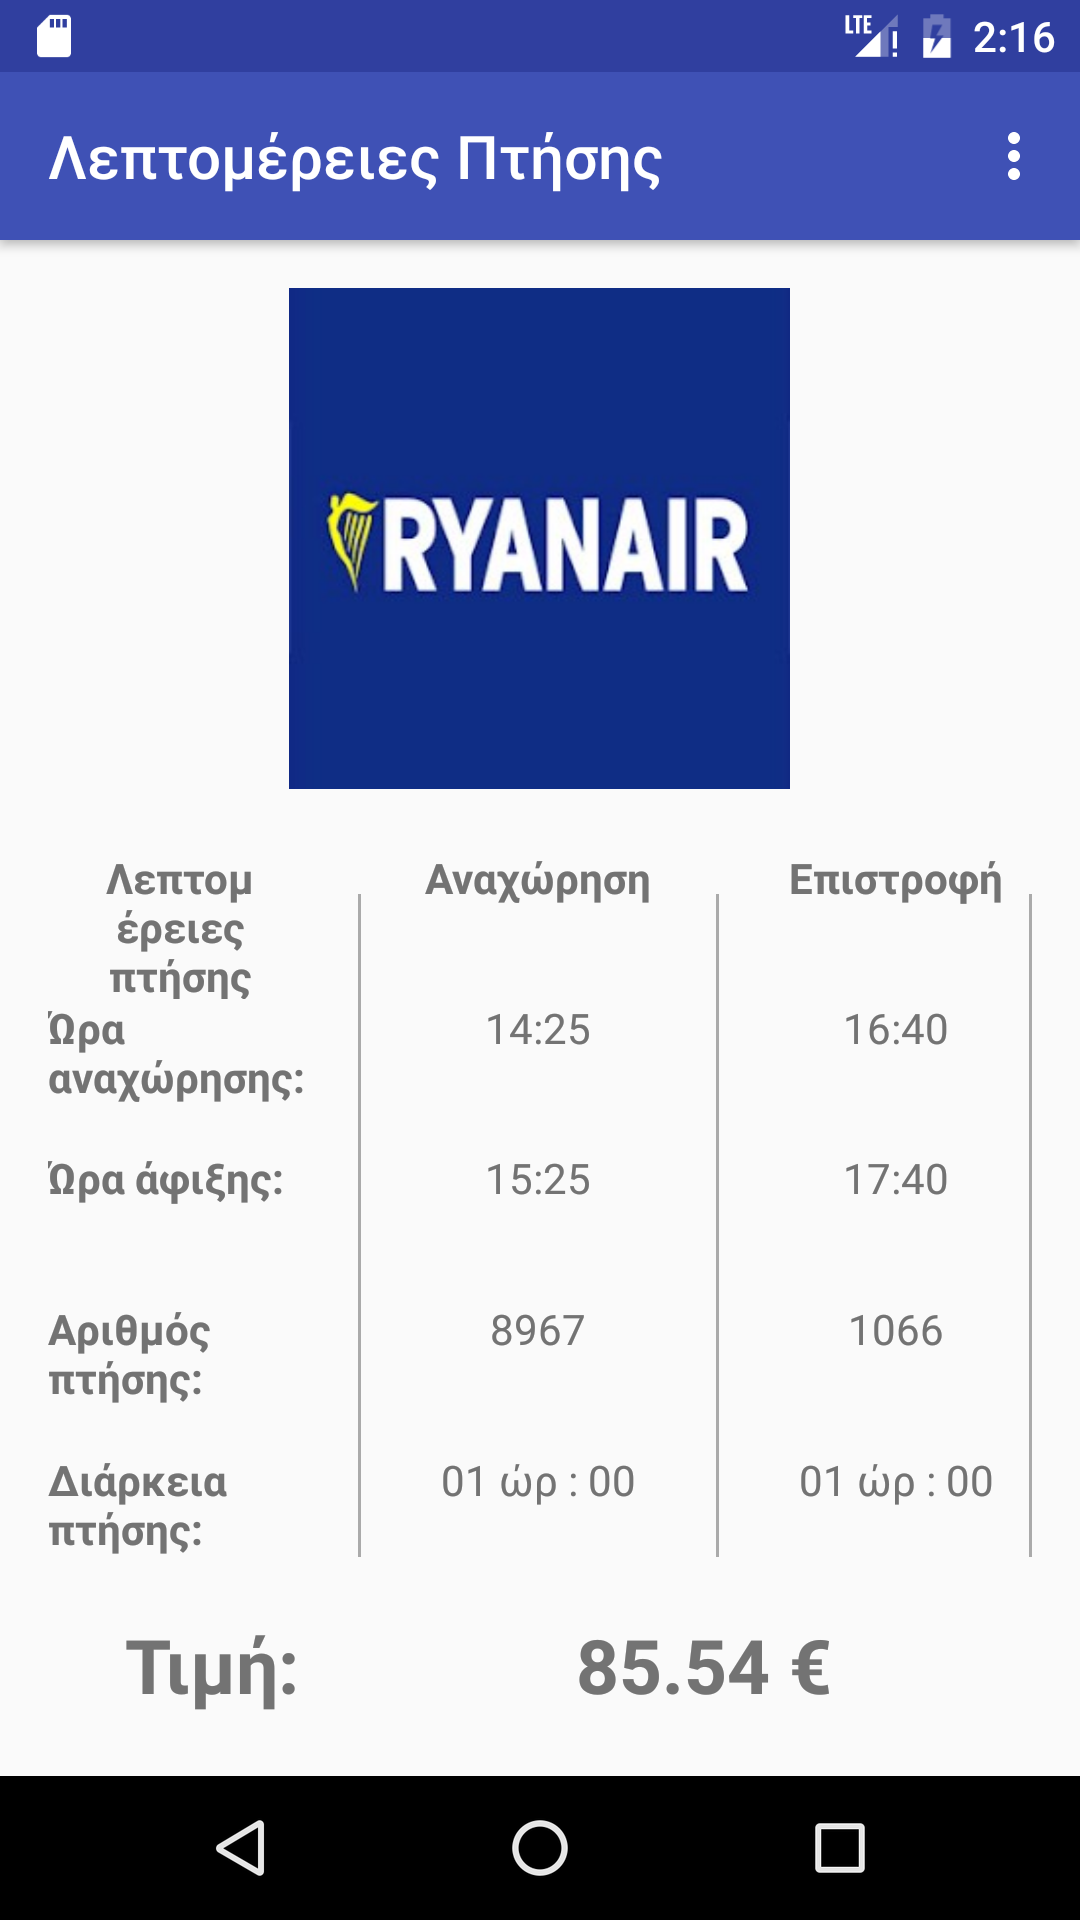 LTE 2:16
Λεπτομέρειες Πτήσης
RYANAIR
Λεπτομ Αναχώρηση Επιστροφή
έρειες
πτήσης
Ώρα 14:25 16:40
αναχώρησης:
Ώρα άφιξης: 15:25 17:40
Αριθμός 8967 1066
πτήσης:
Διάρκεια 01 ώρ : 00 01 ώρ : 00
πτήσης:
Τιμή: 85.54 €